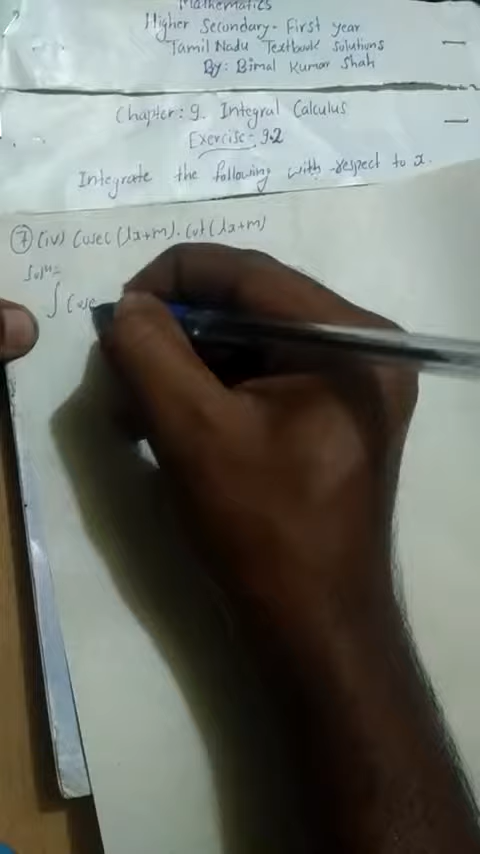 Mathematics
Higher Secondary - First year
Tamil Nadu Textbook Solutions
By: Bimal Kumar Shah
Chapter: 9. Integral Calculus
Exercise - 9.2
Integrate the following with respect to x.
⑦ (iv) Cosec (lx+m). Cot (lx+m)
Solⁿ=
∫ Cose